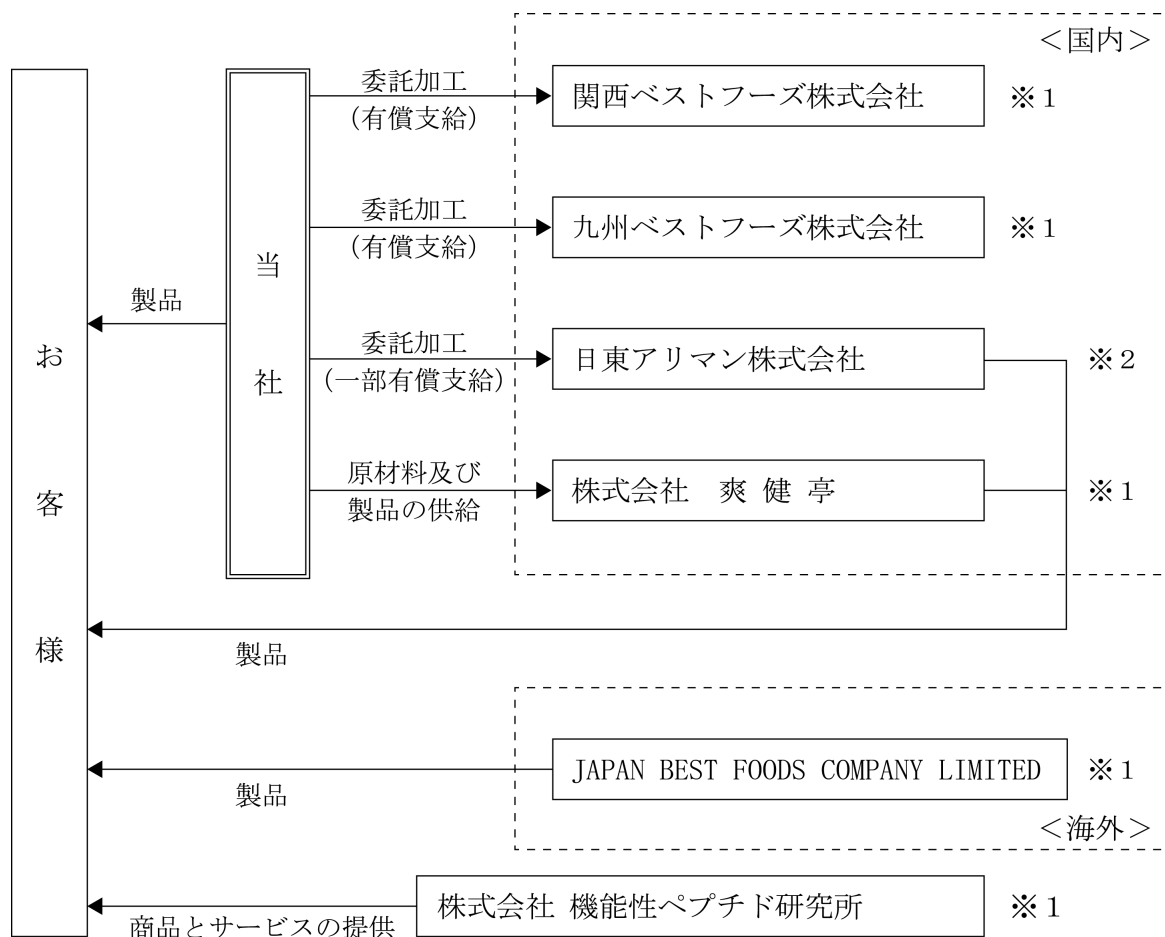 ＜国内＞
委託加工
（有償支給）
関西ベストフーズ株式会社
※１
委託加工
（有償支給）
九州ベストフーズ株式会社
※１
当社
製品
委託加工
（一部有償支給）
日東アリマン株式会社
※２
お客様
原材料及び
製品の供給
株式会社　爽 健 亭
※１
製品
JAPAN BEST FOODS COMPANY LIMITED
※１
製品
＜海外＞
株式会社 機能性ペプチド研究所
※１
商品とサービスの提供